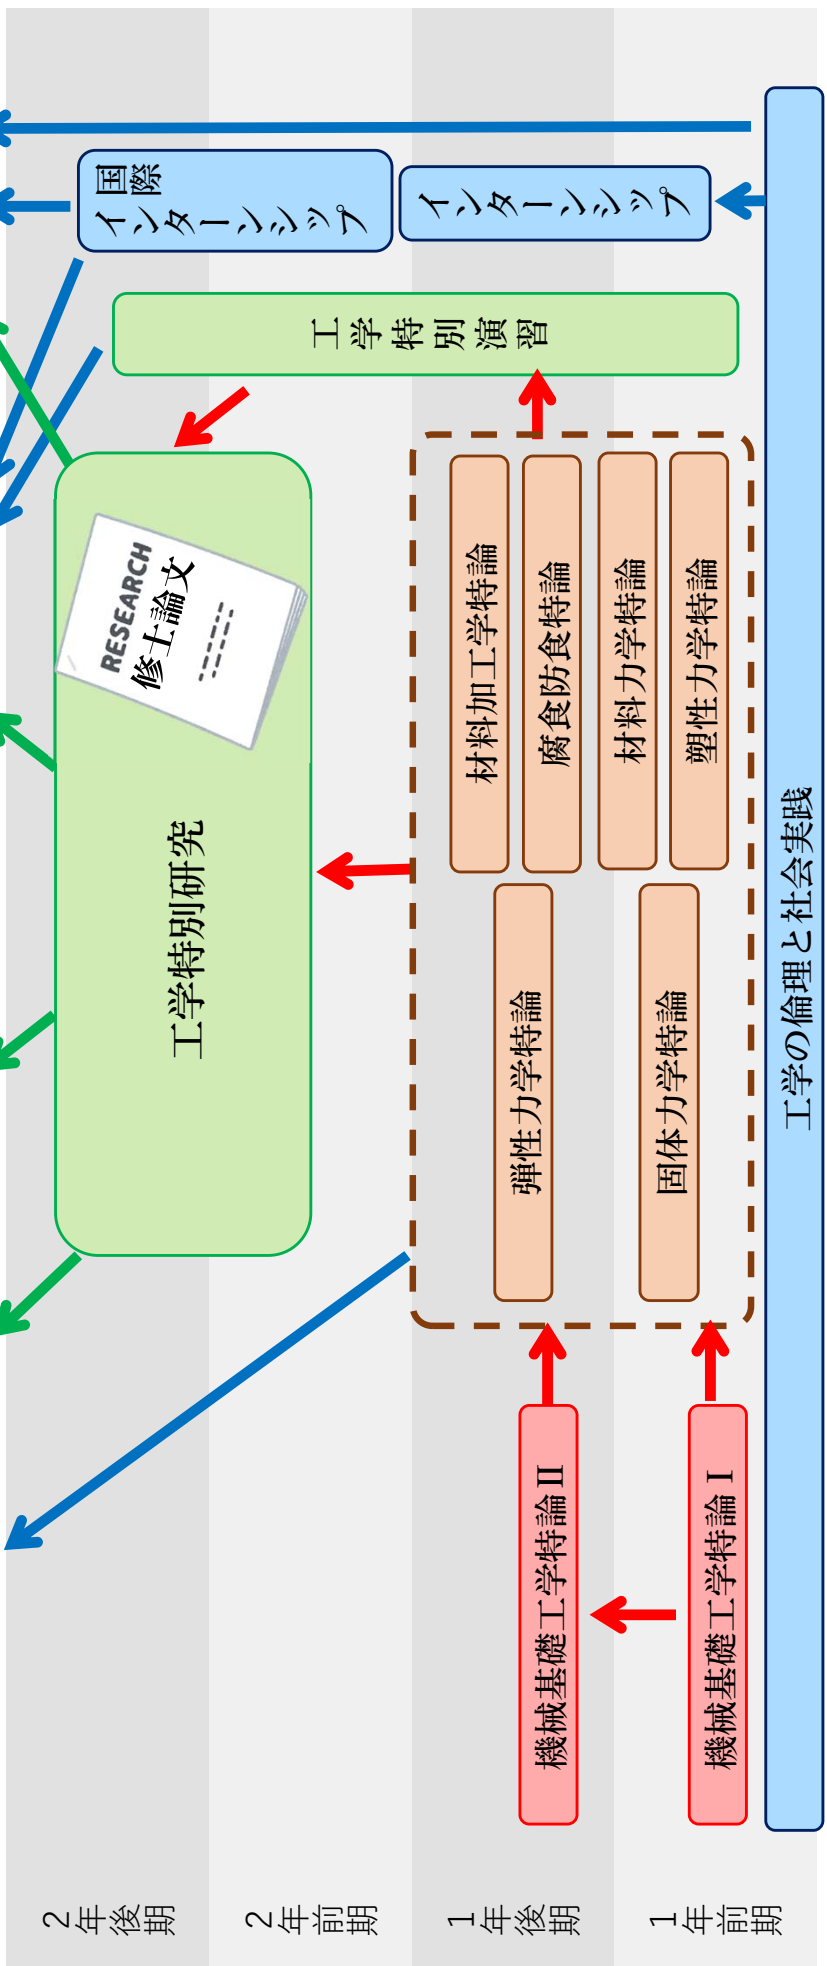 2年後期
2年前期
1年後期
1年前期
工学特別研究
RESEARCH
修士論文
国際
インターンシップ
インターンシップ
工学特別演習
弾性力学特論
固体力学特論
材料加工学特論
腐食防食特論
材料力学特論
塑性力学特論
機械基礎工学特論Ⅱ
機械基礎工学特論Ⅰ
工学の倫理と社会実践